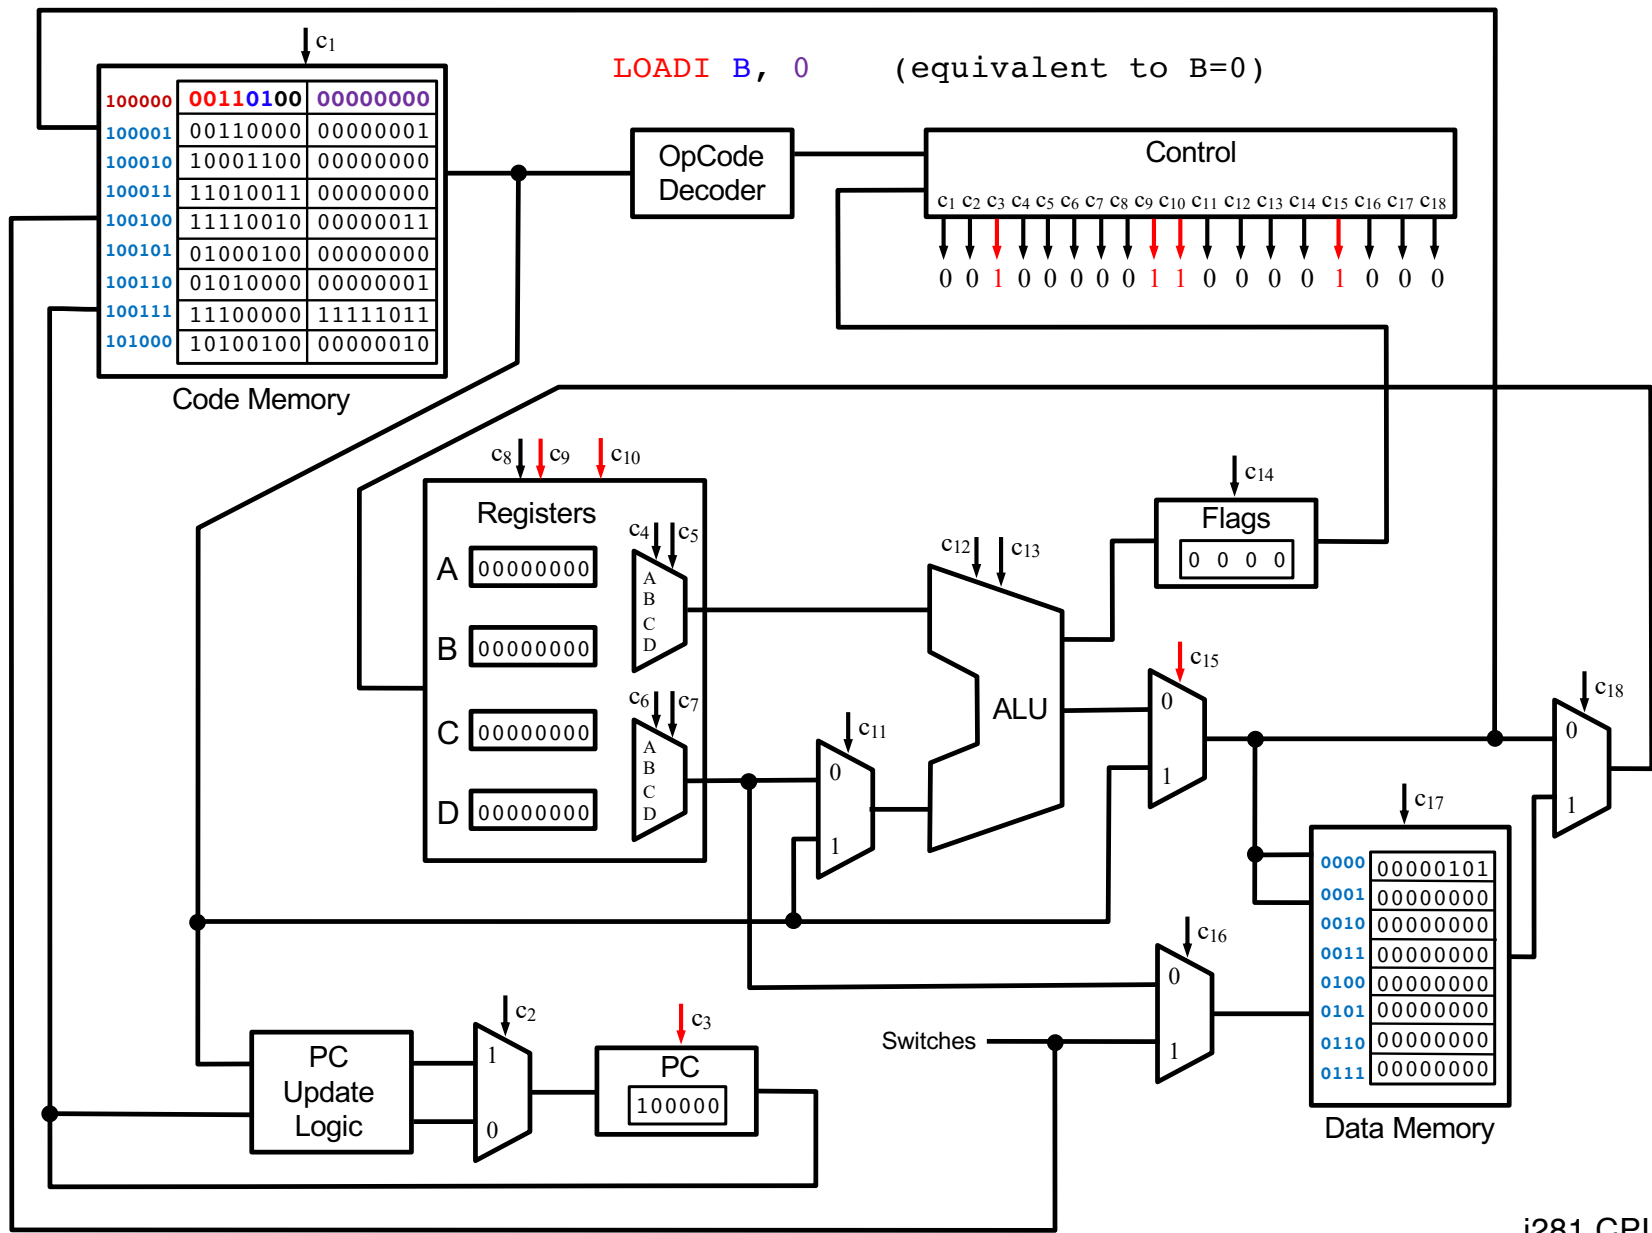 c1
LOADI B, 0 (equivalent to B=0)
100000 00110100 00000000
100001 00110000 00000001
100010 10001100 00000000
100011 11010011 00000000
100100 11110010 00000011
100101 01000100 00000000
100110 01010000 00000001
100111 11100000 11111011
101000 10100100 00000010
Code Memory
OpCode
Decoder
Control
c1 c2 c3 c4 c5 c6 c7 c8 c9 c10 c11 c12 c13 c14 c15 c16 c17 c18
0 0 1 0 0 0 0 0 1 1 0 0 0 0 1 0 0 0
c8 c9 c10
Registers
A 00000000
B 00000000
C 00000000
D 00000000
c4 c5
A
B
C
D
c6 c7
A
B
C
D
c11
0
1
c12 c13
ALU
c14
Flags
0 0 0 0
c15
0
1
c18
0
1
c17
0000 00000101
0001 00000000
0010 00000000
0011 00000000
0100 00000000
0101 00000000
0110 00000000
0111 00000000
Data Memory
c16
0
1
Switches
PC
Update
Logic
c2
1
0
c3
PC
100000